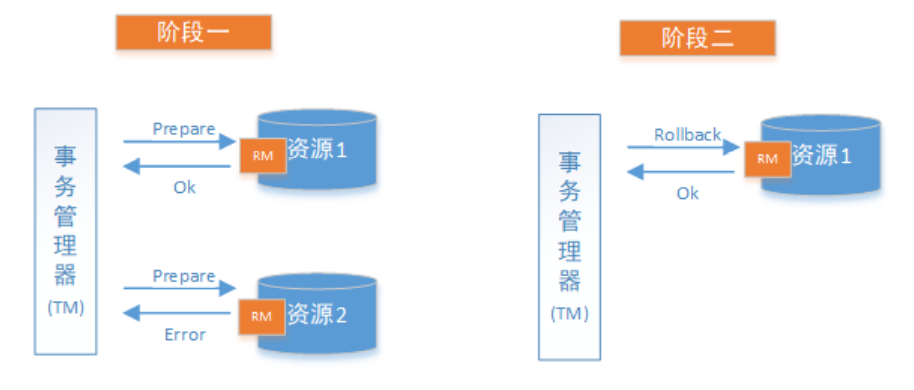 阶段一
事务管理器
(TM)
Prepare
RM
资源1
Ok
Prepare
RM
资源2
Error
阶段二
事务管理器
(TM)
Rollback
RM
资源1
Ok